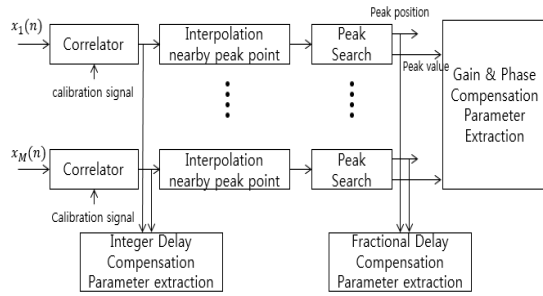 x₁(n)
Correlator
Interpolation
nearby peak point
Peak
Search
Peak position
Peak value
calibration signal
Gain & Phase
Compensation
Parameter
Extraction
x_M(n)
Correlator
Interpolation
nearby peak point
Peak
Search
Calibration signal
Integer Delay
Compensation
Parameter extraction
Fractional Delay
Compensation
Parameter extraction